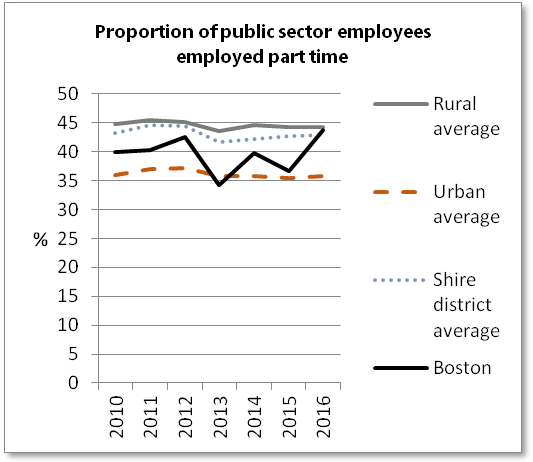 Proportion of public sector employees
employed part time
50
45
40
35
30
25
20
15
10
5
0
%
2010
2011
2012
2013
2014
2015
2016
Rural
average
Urban
average
Shire
district
average
Boston